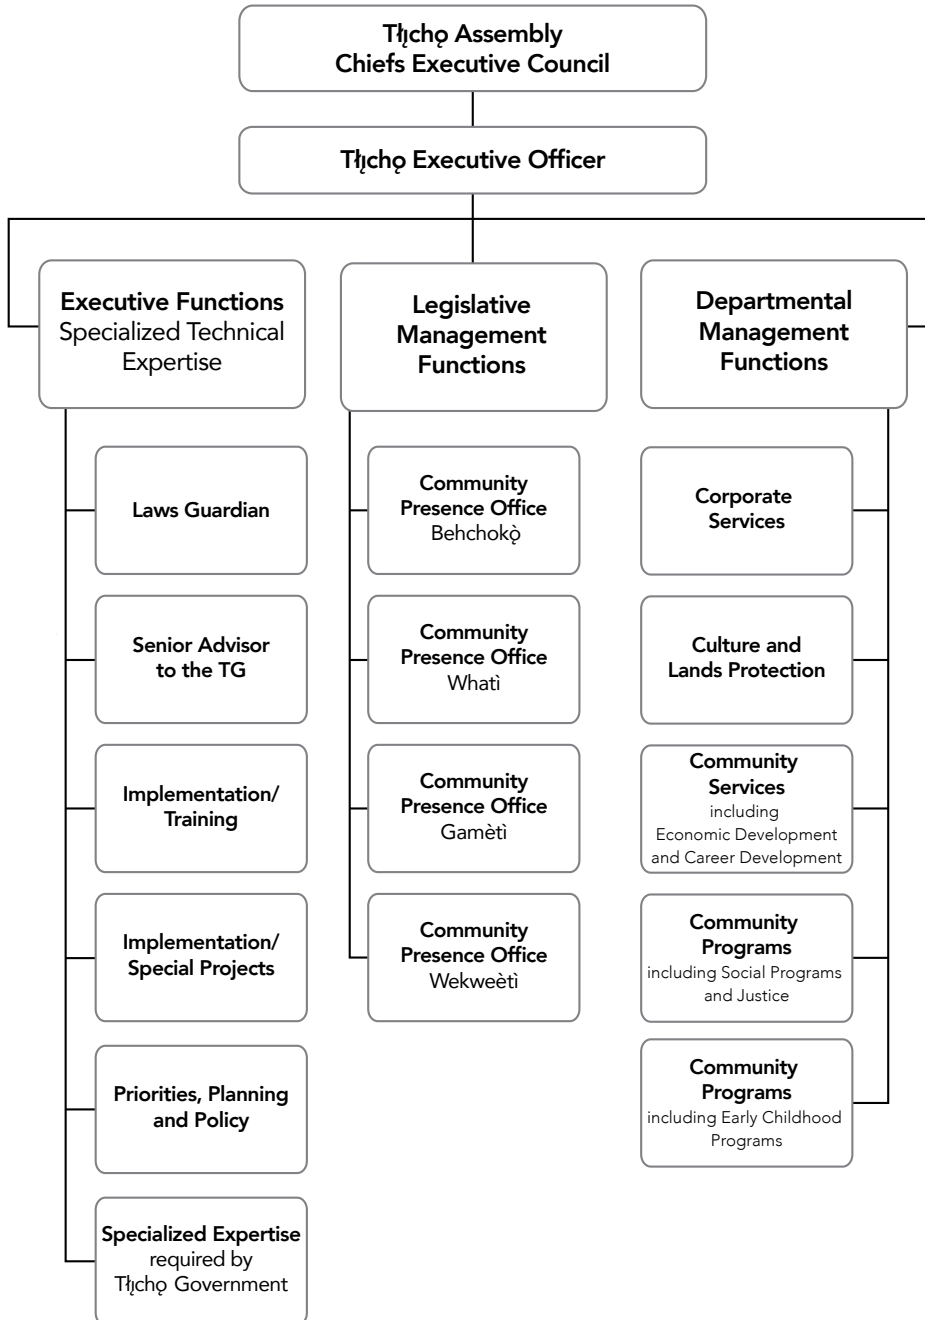 Tłı̨chǫ Assembly
Chiefs Executive Council
Tłı̨chǫ Executive Officer
Executive Functions
Specialized Technical
Expertise
Laws Guardian
Senior Advisor
to the TG
Implementation/
Training
Implementation/
Special Projects
Priorities, Planning
and Policy
Specialized Expertise
required by
Tłı̨chǫ Government
Legislative
Management
Functions
Community
Presence Office
Behchokǫ̀
Community
Presence Office
Whatì
Community
Presence Office
Gamètì
Community
Presence Office
Wekweètì
Departmental
Management
Functions
Corporate
Services
Culture and
Lands Protection
Community
Services
including
Economic Development
and Career Development
Community
Programs
including Social Programs
and Justice
Community
Programs
including Early Childhood
Programs